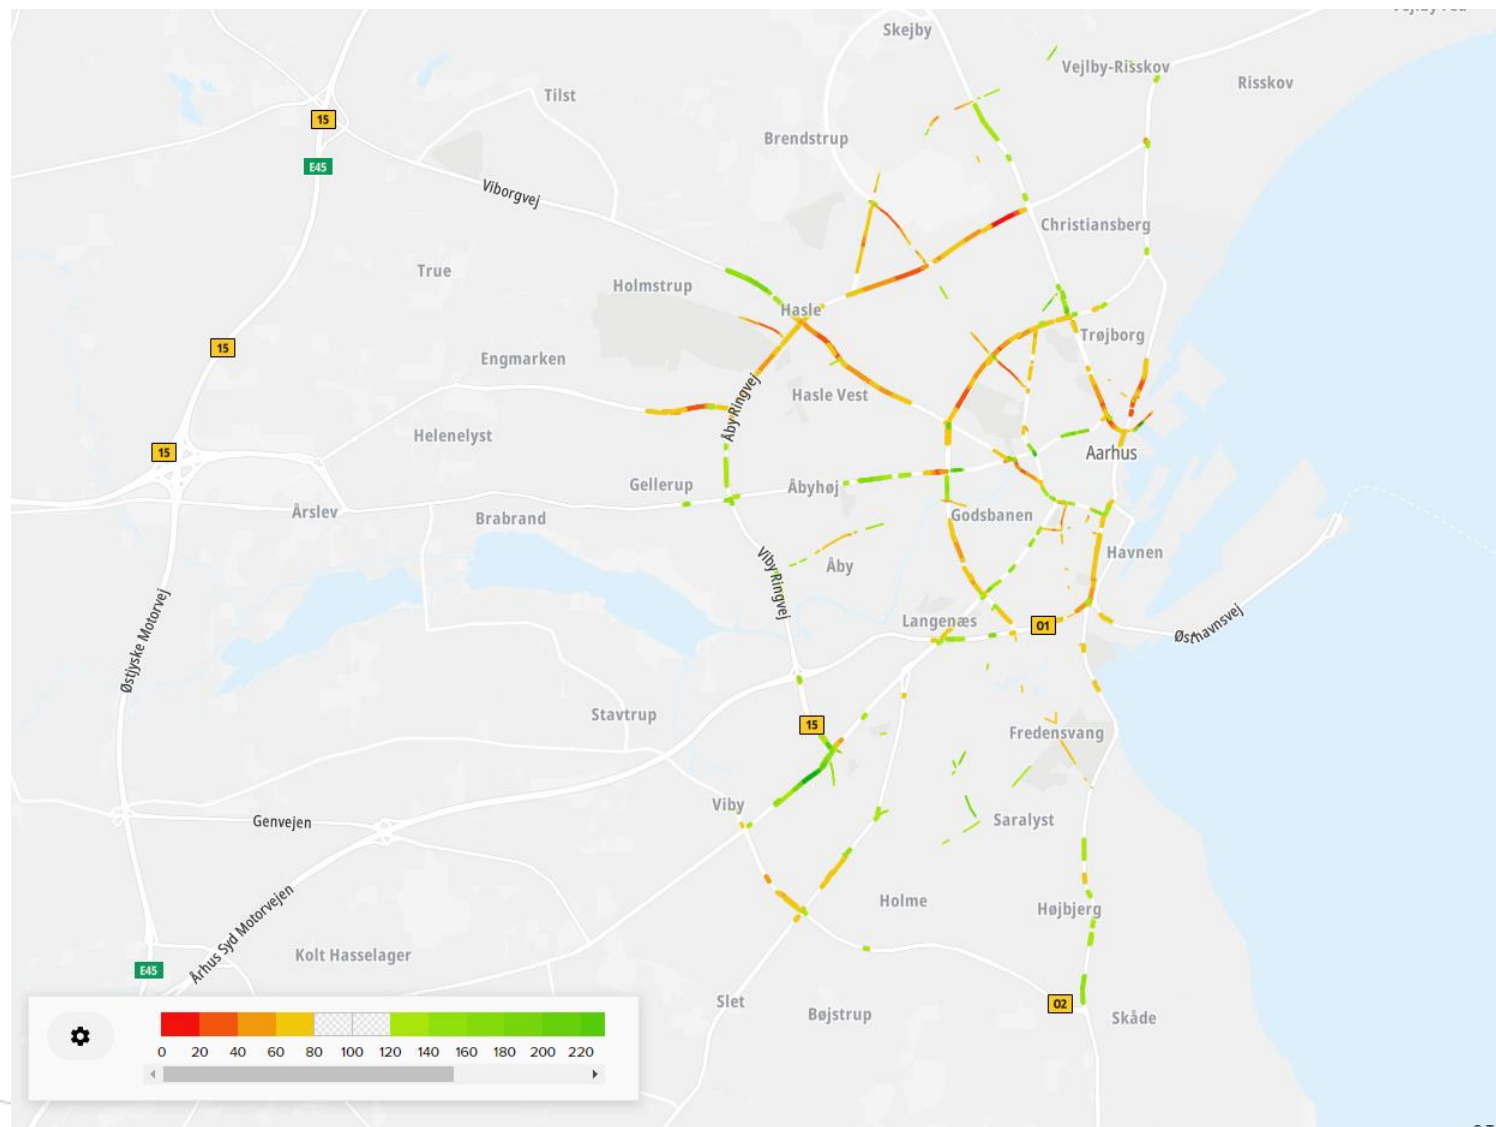 Skejby
Vejlby-Risskov
Risskov
Tilst
15
Brendstrup
E45
Viborgvej
Christiansberg
True
Holmstrup
Hasle
Trøjborg
15
Engmarken
Hasle Vest
Åby Ringvej
Helenelyst
15
Aarhus
Gellerup
Åbyhøj
Årslev
Brabrand
Godsbanen
Havnen
Viby Ringvej
Åby
Østjyske Motorvej
Langenæs
01
Østhavnsvej
Stavtrup
15
Fredensvang
Viby
Genvejen
Saralyst
Holme
Højbjerg
Århus Syd Motorvejen
Kolt Hasselager
E45
Slet
Bøjstrup
02
Skåde
0 20 40 60 80 100 120 140 160 180 200 220